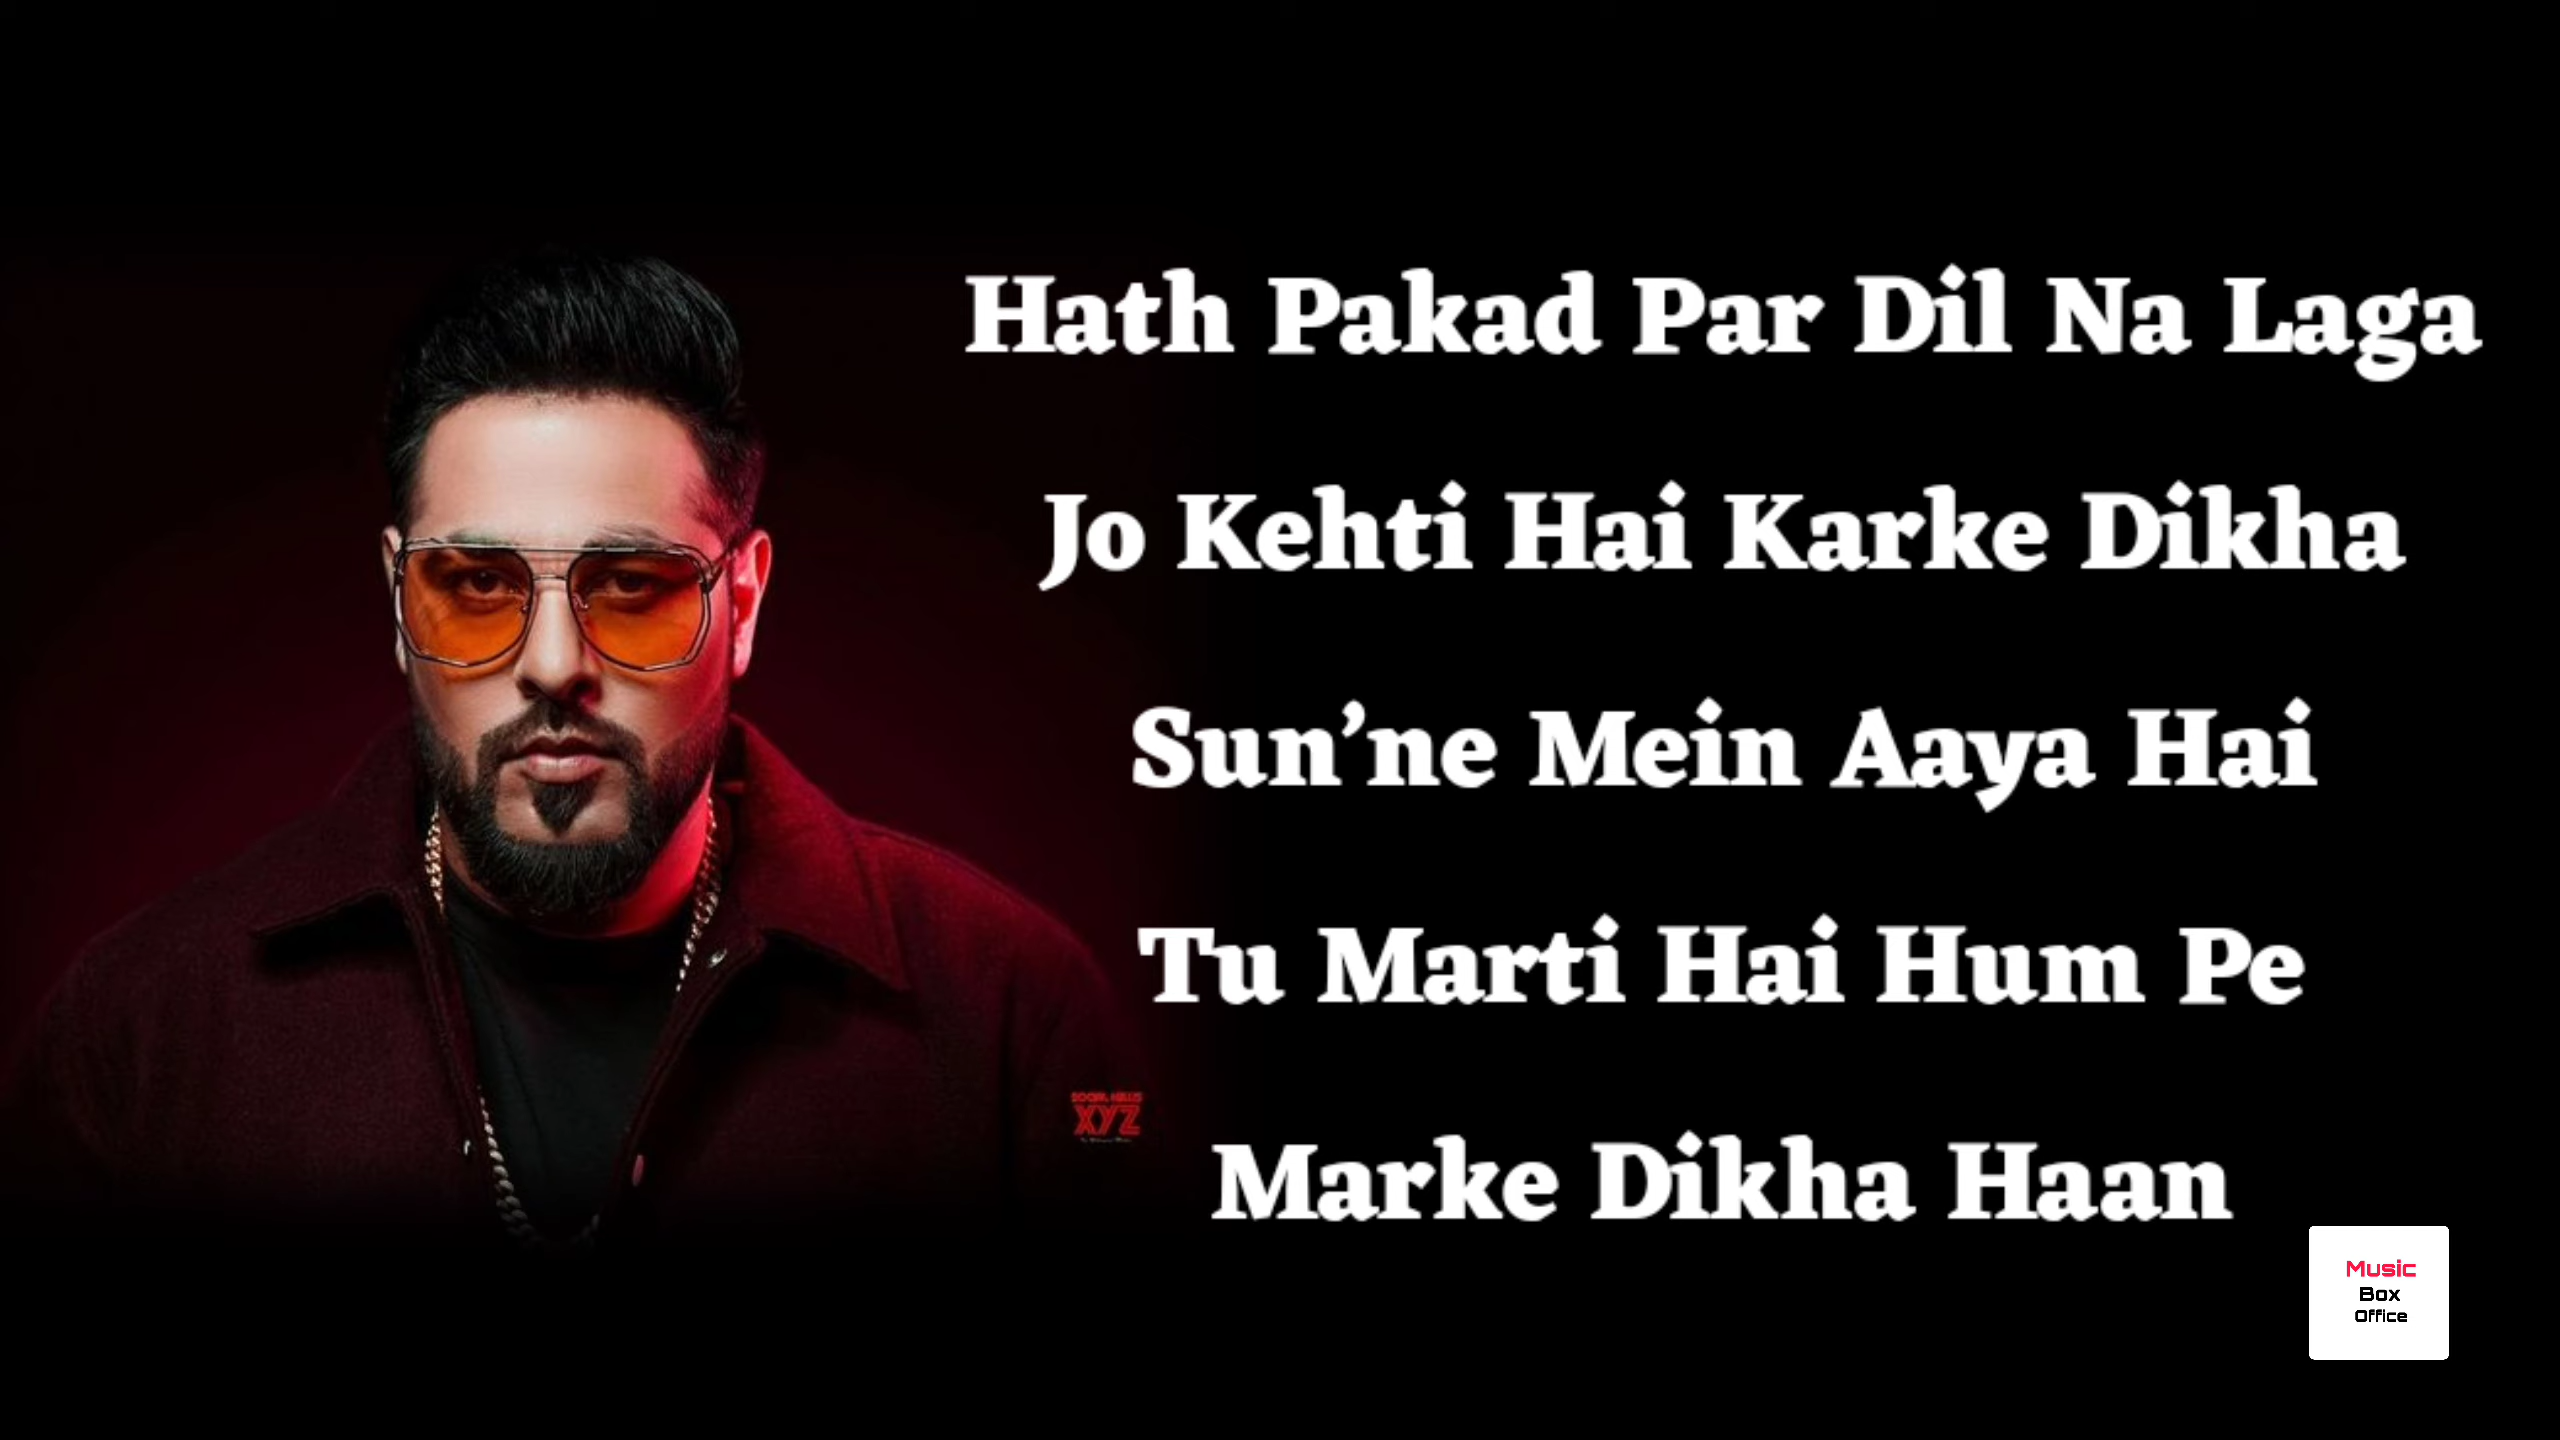 Hath Pakad Par Dil Na Laga
Jo Kehti Hai Karke Dikha
Sun’ne Mein Aaya Hai
Tu Marti Hai Hum Pe
Marke Dikha Haan
XYZ
Music
Box
Office